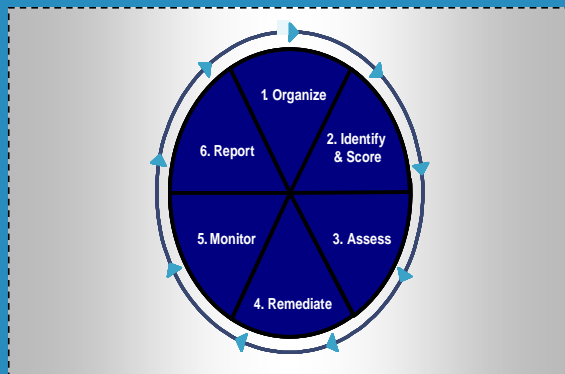 1. Organize
2. Identify
& Score
3. Assess
4. Remediate
5. Monitor
6. Report